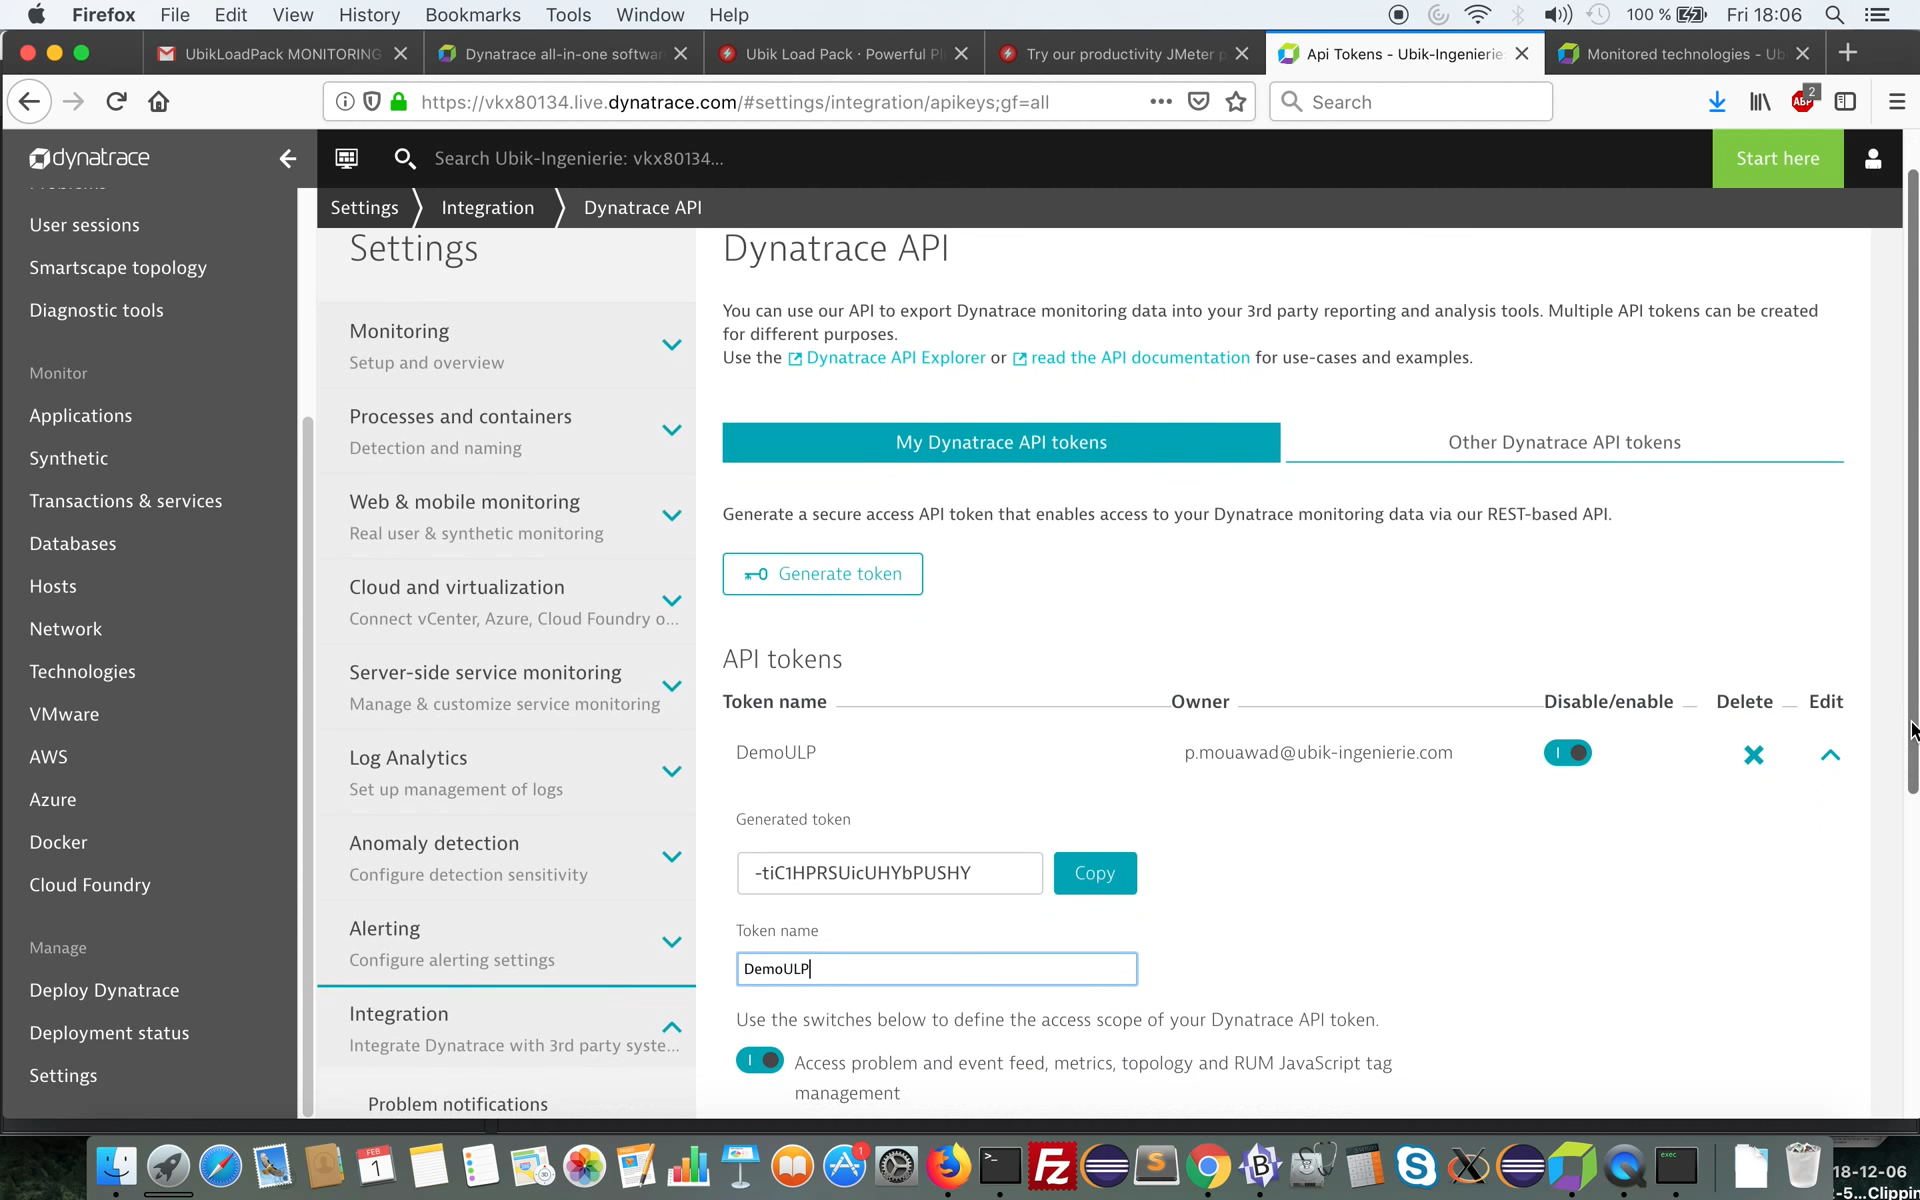 Firefox File Edit View History Bookmarks Tools Window Help 100 % Fri 18:06
UbikLoadPack MONITORING
Dynatrace all-in-one softwar
Ubik Load Pack · Powerful Pl
Try our productivity JMeter p
Api Tokens - Ubik-Ingenierie
Monitored technologies - Ub
https://vkx80134.live.dynatrace.com/#settings/integration/apikeys;gf=all
Search
ABP 2
dynatrace
Search Ubik-Ingenierie: vkx80134...
Start here
Settings Integration Dynatrace API
Problems
User sessions
Smartscape topology
Diagnostic tools
Monitor
Applications
Synthetic
Transactions & services
Databases
Hosts
Network
Technologies
VMware
AWS
Azure
Docker
Cloud Foundry
Manage
Deploy Dynatrace
Deployment status
Settings
Settings
Monitoring
Setup and overview
Processes and containers
Detection and naming
Web & mobile monitoring
Real user & synthetic monitoring
Cloud and virtualization
Connect vCenter, Azure, Cloud Foundry o...
Server-side service monitoring
Manage & customize service monitoring
Log Analytics
Set up management of logs
Anomaly detection
Configure detection sensitivity
Alerting
Configure alerting settings
Integration
Integrate Dynatrace with 3rd party syste...
Problem notifications
Dynatrace API
You can use our API to export Dynatrace monitoring data into your 3rd party reporting and analysis tools. Multiple API tokens can be created
for different purposes.
Use the Dynatrace API Explorer or read the API documentation for use-cases and examples.
My Dynatrace API tokens
Other Dynatrace API tokens
Generate a secure access API token that enables access to your Dynatrace monitoring data via our REST-based API.
Generate token
API tokens
Token name Owner Disable/enable Delete Edit
DemoULP p.mouawad@ubik-ingenierie.com
Generated token
-tiC1HPRSUicUHYbPUSHY
Copy
Token name
DemoULP
Use the switches below to define the access scope of your Dynatrace API token.
Access problem and event feed, metrics, topology and RUM JavaScript tag
management
FEB
1
1
exec
18-12-06
-5...Clippin